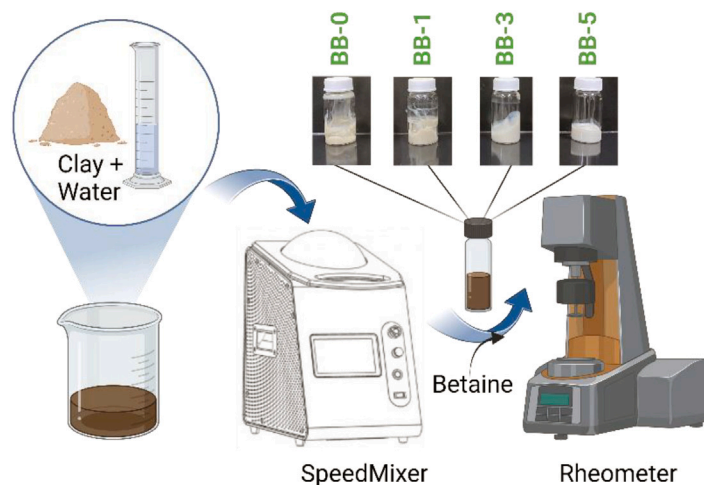 BB-0
BB-1
BB-3
BB-5
Clay +
Water
Betaine
SpeedMixer
Rheometer